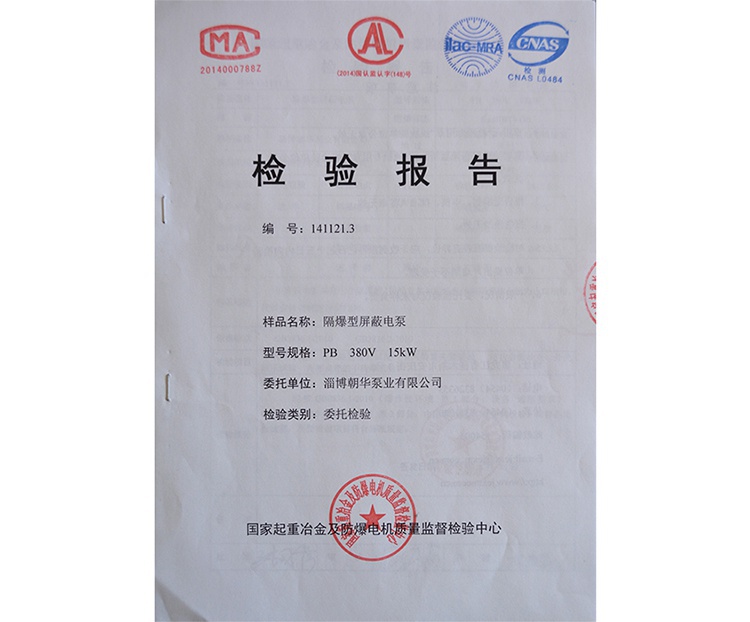 MA
2014000788Z
CAL
(2014)国认监认字(148)号
ilac-MRA
CNAS
检 测
CNAS L0484
检 验 报 告
编 号：141121.3
样品名称：隔爆型屏蔽电泵
型号规格：PB 380V 15kW
委托单位：淄博朝华泵业有限公司
检验类别：委托检验
国家起重冶金及防爆电机质量监督检验中心